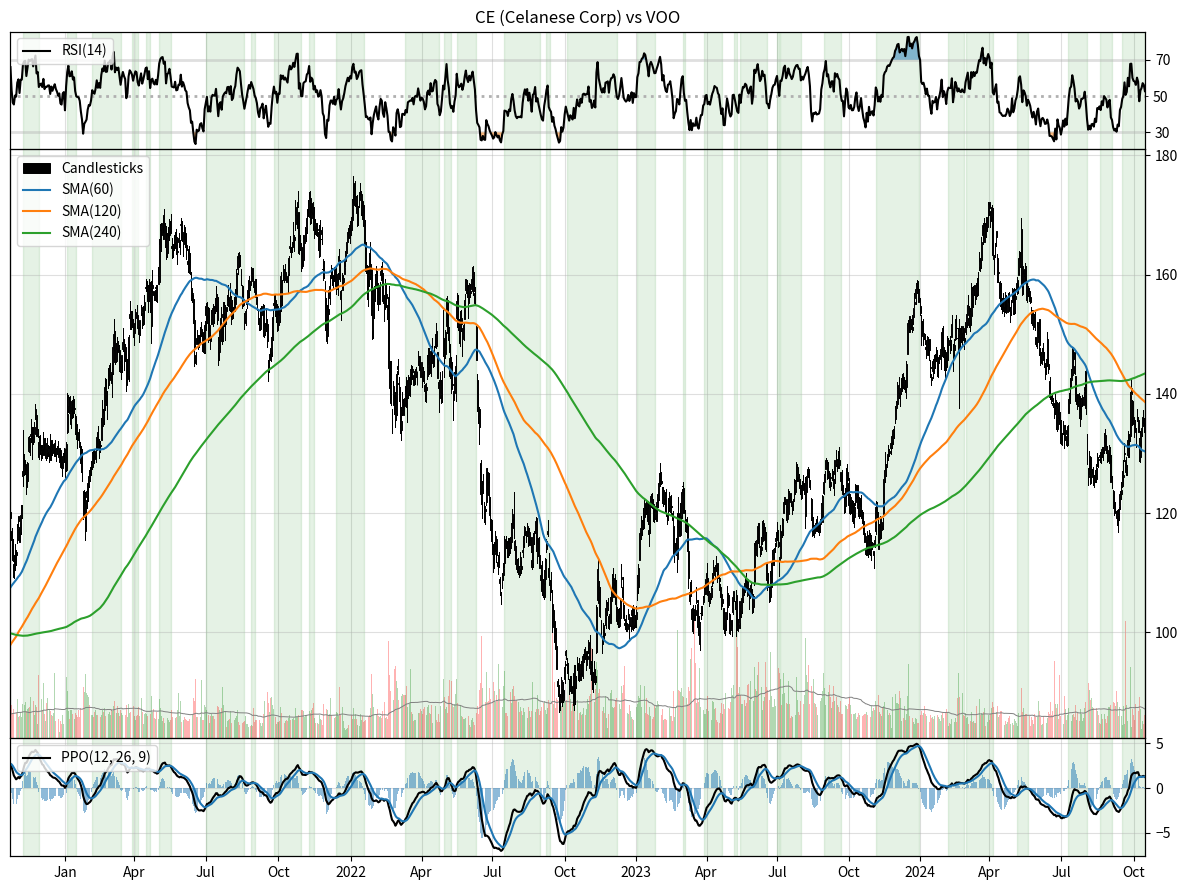 CE (Celanese Corp) vs VOO
RSI(14)
70
50
30
Candlesticks
SMA(60)
SMA(120)
SMA(240)
180
160
140
120
100
PPO(12, 26, 9)
5
0
−5
Jan Apr Jul Oct 2022 Apr Jul Oct 2023 Apr Jul Oct 2024 Apr Jul Oct